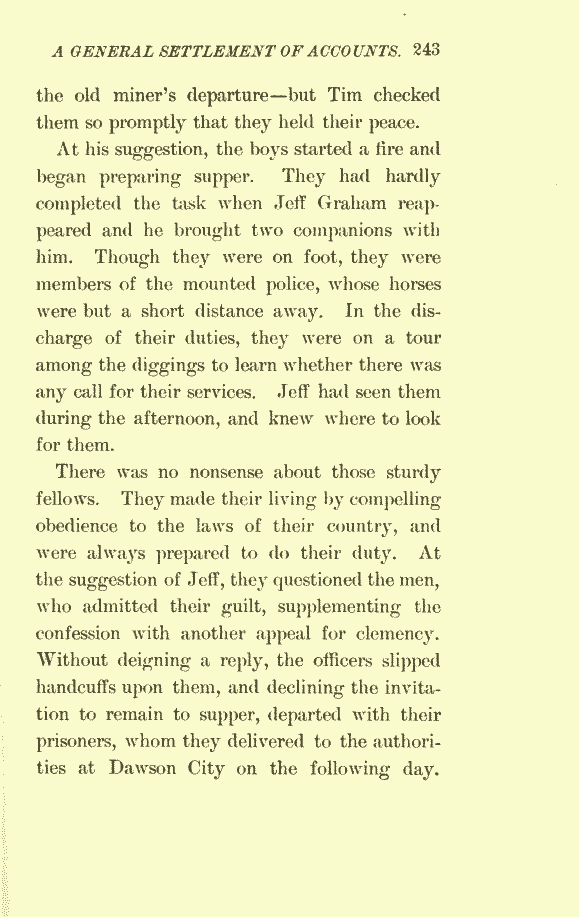 A GENERAL SETTLEMENT OF ACCOUNTS. 243
the old miner's departure—but Tim checked
them so promptly that they held their peace.
At his suggestion, the boys started a fire and
began preparing supper. They had hardly
completed the task when Jeff Graham reap-
peared and he brought two companions with
him. Though they were on foot, they were
members of the mounted police, whose horses
were but a short distance away. In the dis-
charge of their duties, they were on a tour
among the diggings to learn whether there was
any call for their services. Jeff had seen them
during the afternoon, and knew where to look
for them.
There was no nonsense about those sturdy
fellows. They made their living by compelling
obedience to the laws of their country, and
were always prepared to do their duty. At
the suggestion of Jeff, they questioned the men,
who admitted their guilt, supplementing the
confession with another appeal for clemency.
Without deigning a reply, the officers slipped
handcuffs upon them, and declining the invita-
tion to remain to supper, departed with their
prisoners, whom they delivered to the authori-
ties at Dawson City on the following day.